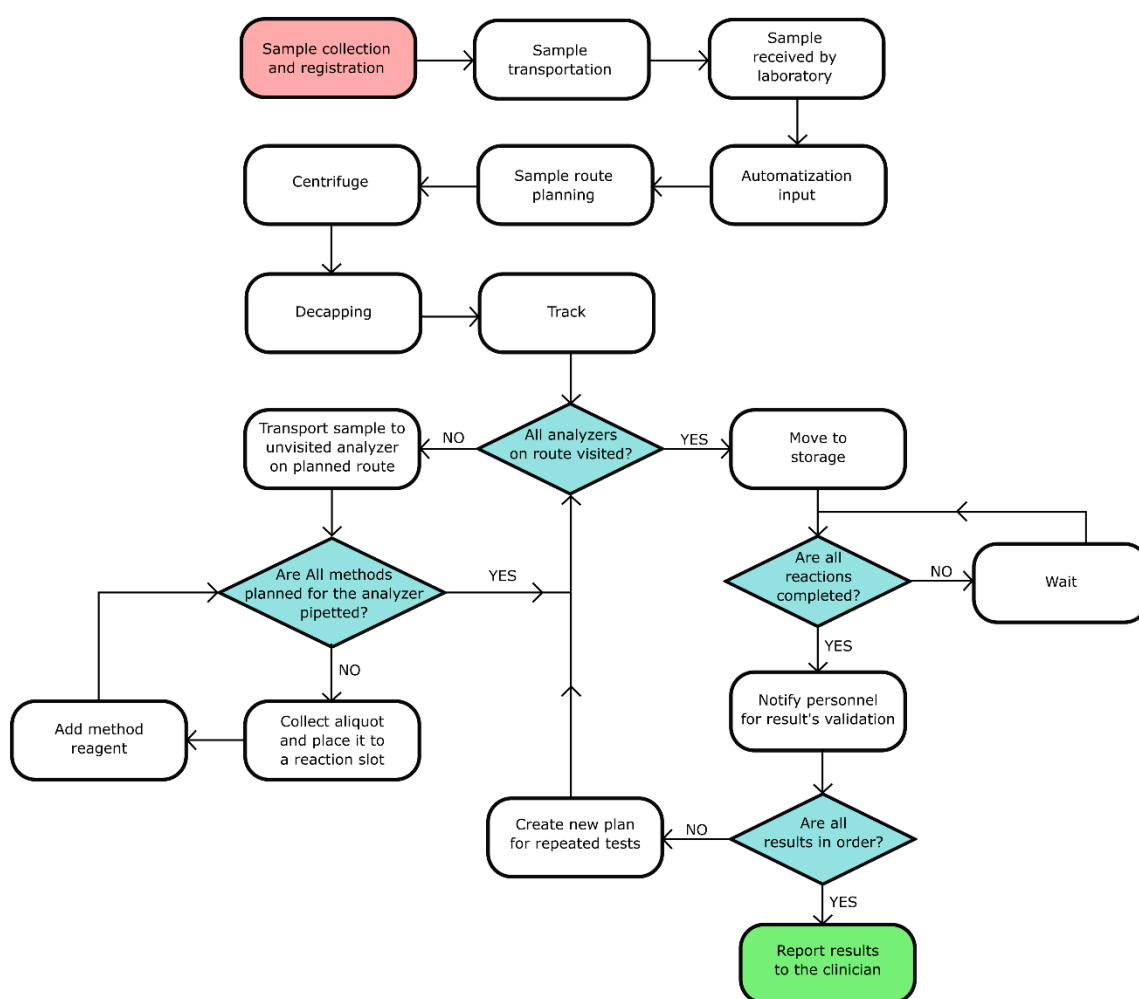 Sample collection
and registration
Sample
transportation
Sample
received by
laboratory
Centrifuge
Sample route
planning
Automatization
input
Decapping
Track
Transport sample to
unvisited analyzer
on planned route
NO
All analyzers
on route visited?
YES
Move to
storage
Are All methods
planned for the analyzer
pipetted?
YES
Are all
reactions
completed?
NO
Wait
NO
YES
Add method
reagent
Collect aliquot
and place it to
a reaction slot
Notify personnel
for result's validation
Create new plan
for repeated tests
NO
Are all
results in order?
YES
Report results
to the clinician